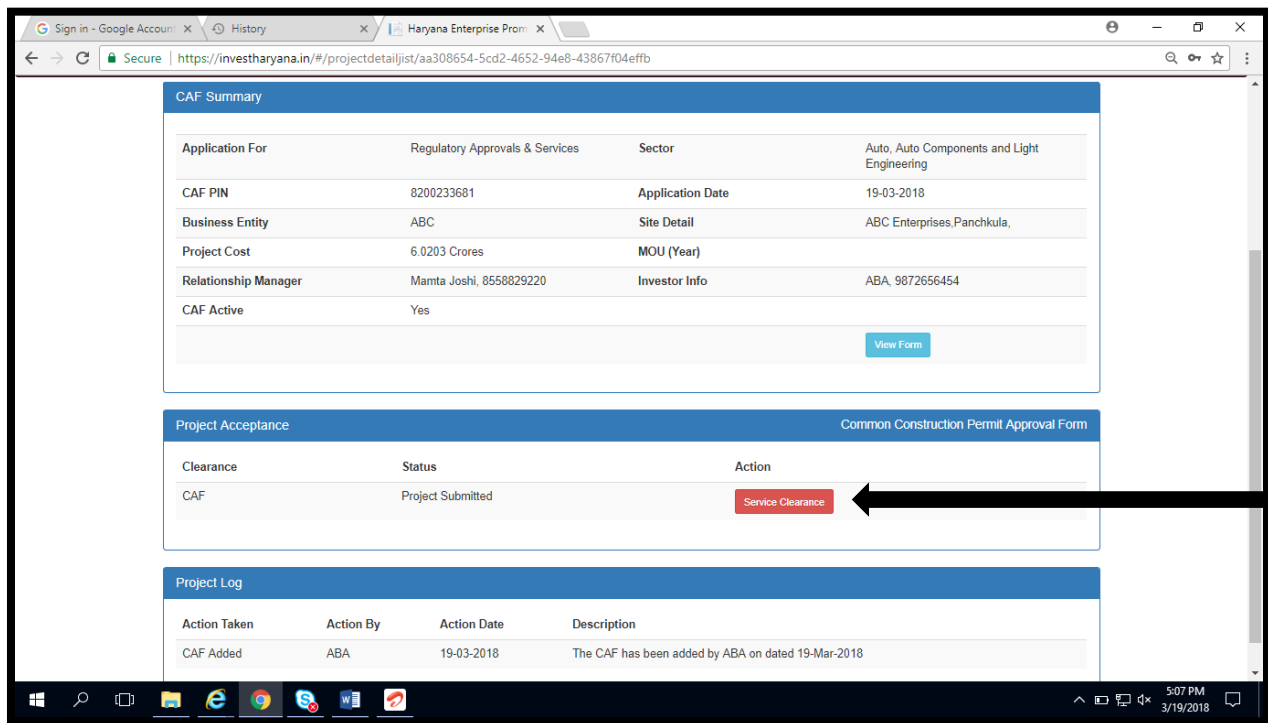 Sign in - Google Accoun
History
Haryana Enterprise Prom
Secure | https://investharyana.in/#/projectdetailjist/aa308654-5cd2-4652-94e8-43867f04effb
CAF Summary
Application For Regulatory Approvals & Services Sector Auto, Auto Components and Light
Engineering
CAF PIN 8200233681 Application Date 19-03-2018
Business Entity ABC Site Detail ABC Enterprises,Panchkula,
Project Cost 6.0203 Crores MOU (Year)
Relationship Manager Mamta Joshi, 8558829220 Investor Info ABA, 9872656454
CAF Active Yes
View Form
Project Acceptance Common Construction Permit Approval Form
Clearance Status Action
CAF Project Submitted Service Clearance
Project Log
Action Taken Action By Action Date Description
CAF Added ABA 19-03-2018 The CAF has been added by ABA on dated 19-Mar-2018
5:07 PM
3/19/2018